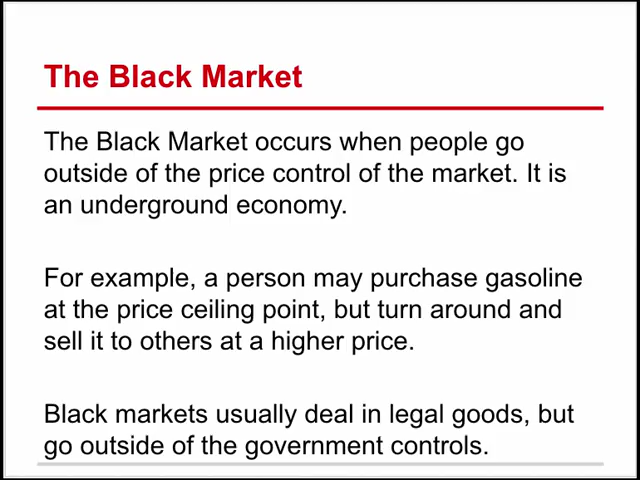 The Black Market
The Black Market occurs when people go
outside of the price control of the market. It is
an underground economy.
For example, a person may purchase gasoline
at the price ceiling point, but turn around and
sell it to others at a higher price.
Black markets usually deal in legal goods, but
go outside of the government controls.